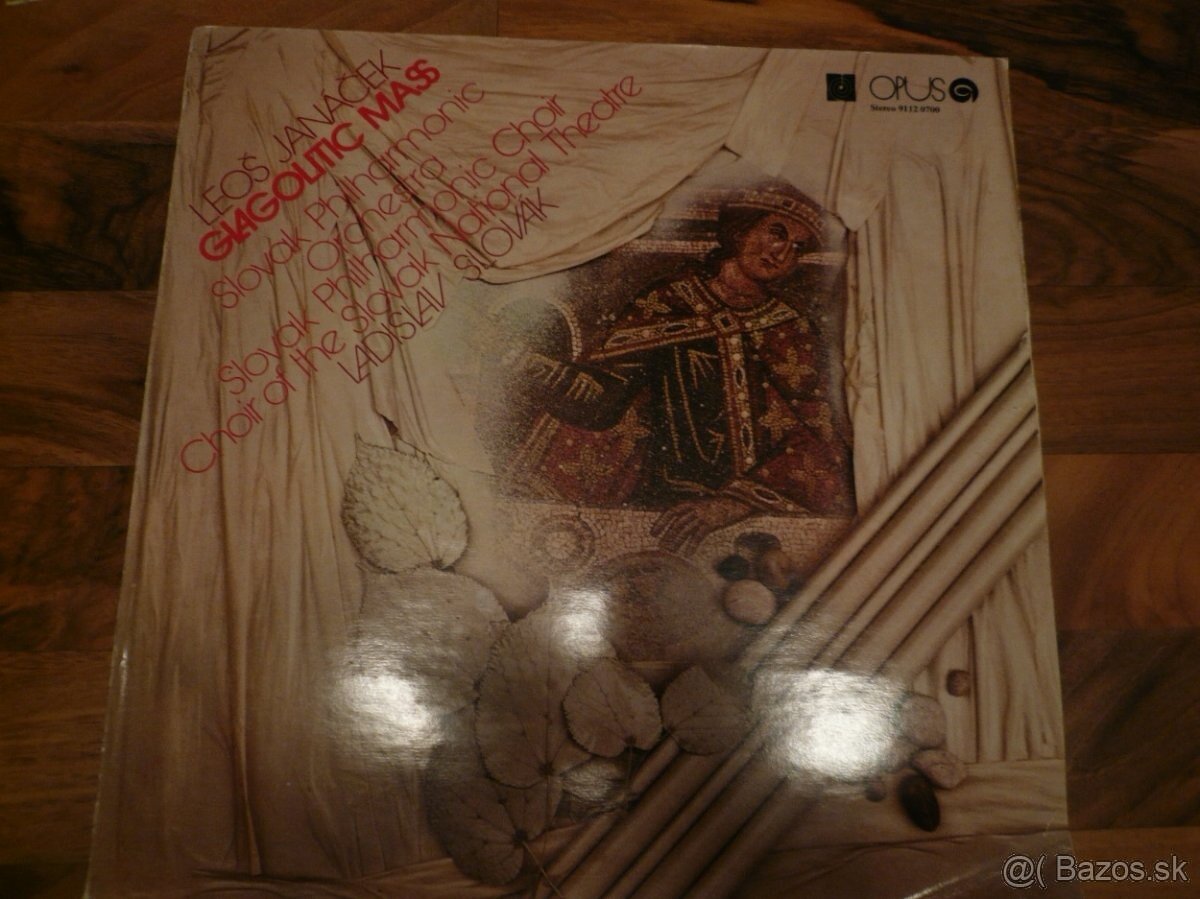 LEOŠ JANÁČEK
GLAGOLITIC MASS
Slovak Philharmonic
Orchestra
Slovak Philharmonic Choir
Choir of the Slovak National Theatre
LADISLAV SLOVÁK
OPUS
Stereo 9112 0700
@( Bazos.sk